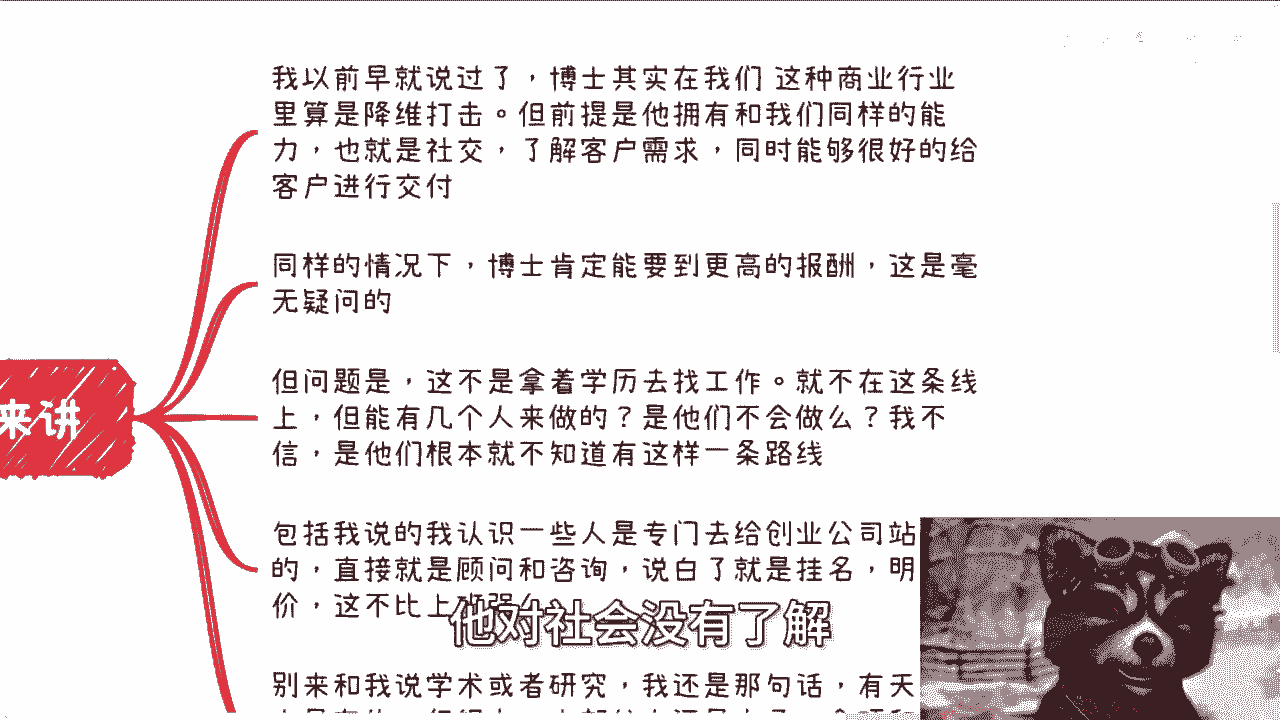 我以前早就说过了，博士其实在我们 这种商业行业
里算是降维打击。但前提是他拥有和我们同样的能
力，也就是社交，了解客户需求，同时能够很好的给
客户进行交付
同样的情况下，博士肯定能要到更高的报酬，这是毫
无疑问的
来讲
但问题是，这不是拿着学历去找工作。就不在这条线
上，但能有几个人来做的？是他们不会做么？我不
信，是他们根本就不知道有这样一条路线
包括我说的我认识一些人是专门去给创业公司站
的，直接就是顾问和咨询，说白了就是挂名，明
价，这不比上班强
他对社会没有了解
别来和我说学术或者研究，我还是那句话，有天